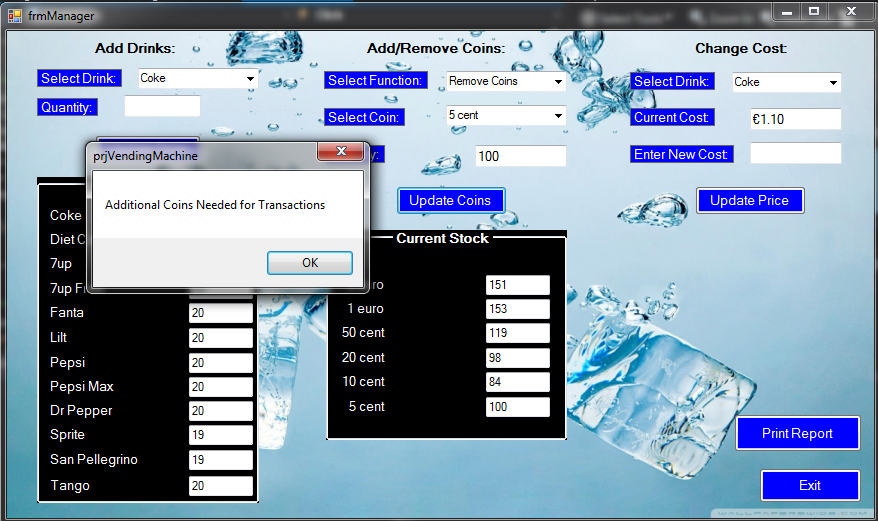 frmManager
Add Drinks:
Add/Remove Coins:
Change Cost:
Select Drink:
Coke
Select Function:
Remove Coins
Select Drink:
Coke
Quantity:
Select Coin:
5 cent
Current Cost:
€1.10
100
Enter New Cost:
prjVendingMachine
Additional Coins Needed for Transactions
OK
Update Coins
Update Price
Current Stock
Coke
Diet C
7up
7up F
Fanta 20
Lilt 20
Pepsi 20
Pepsi Max 20
Dr Pepper 20
Sprite 19
San Pellegrino 19
Tango 20
ro 151
1 euro 153
50 cent 119
20 cent 98
10 cent 84
5 cent 100
Print Report
Exit
WALLPAPERSWIDE.COM